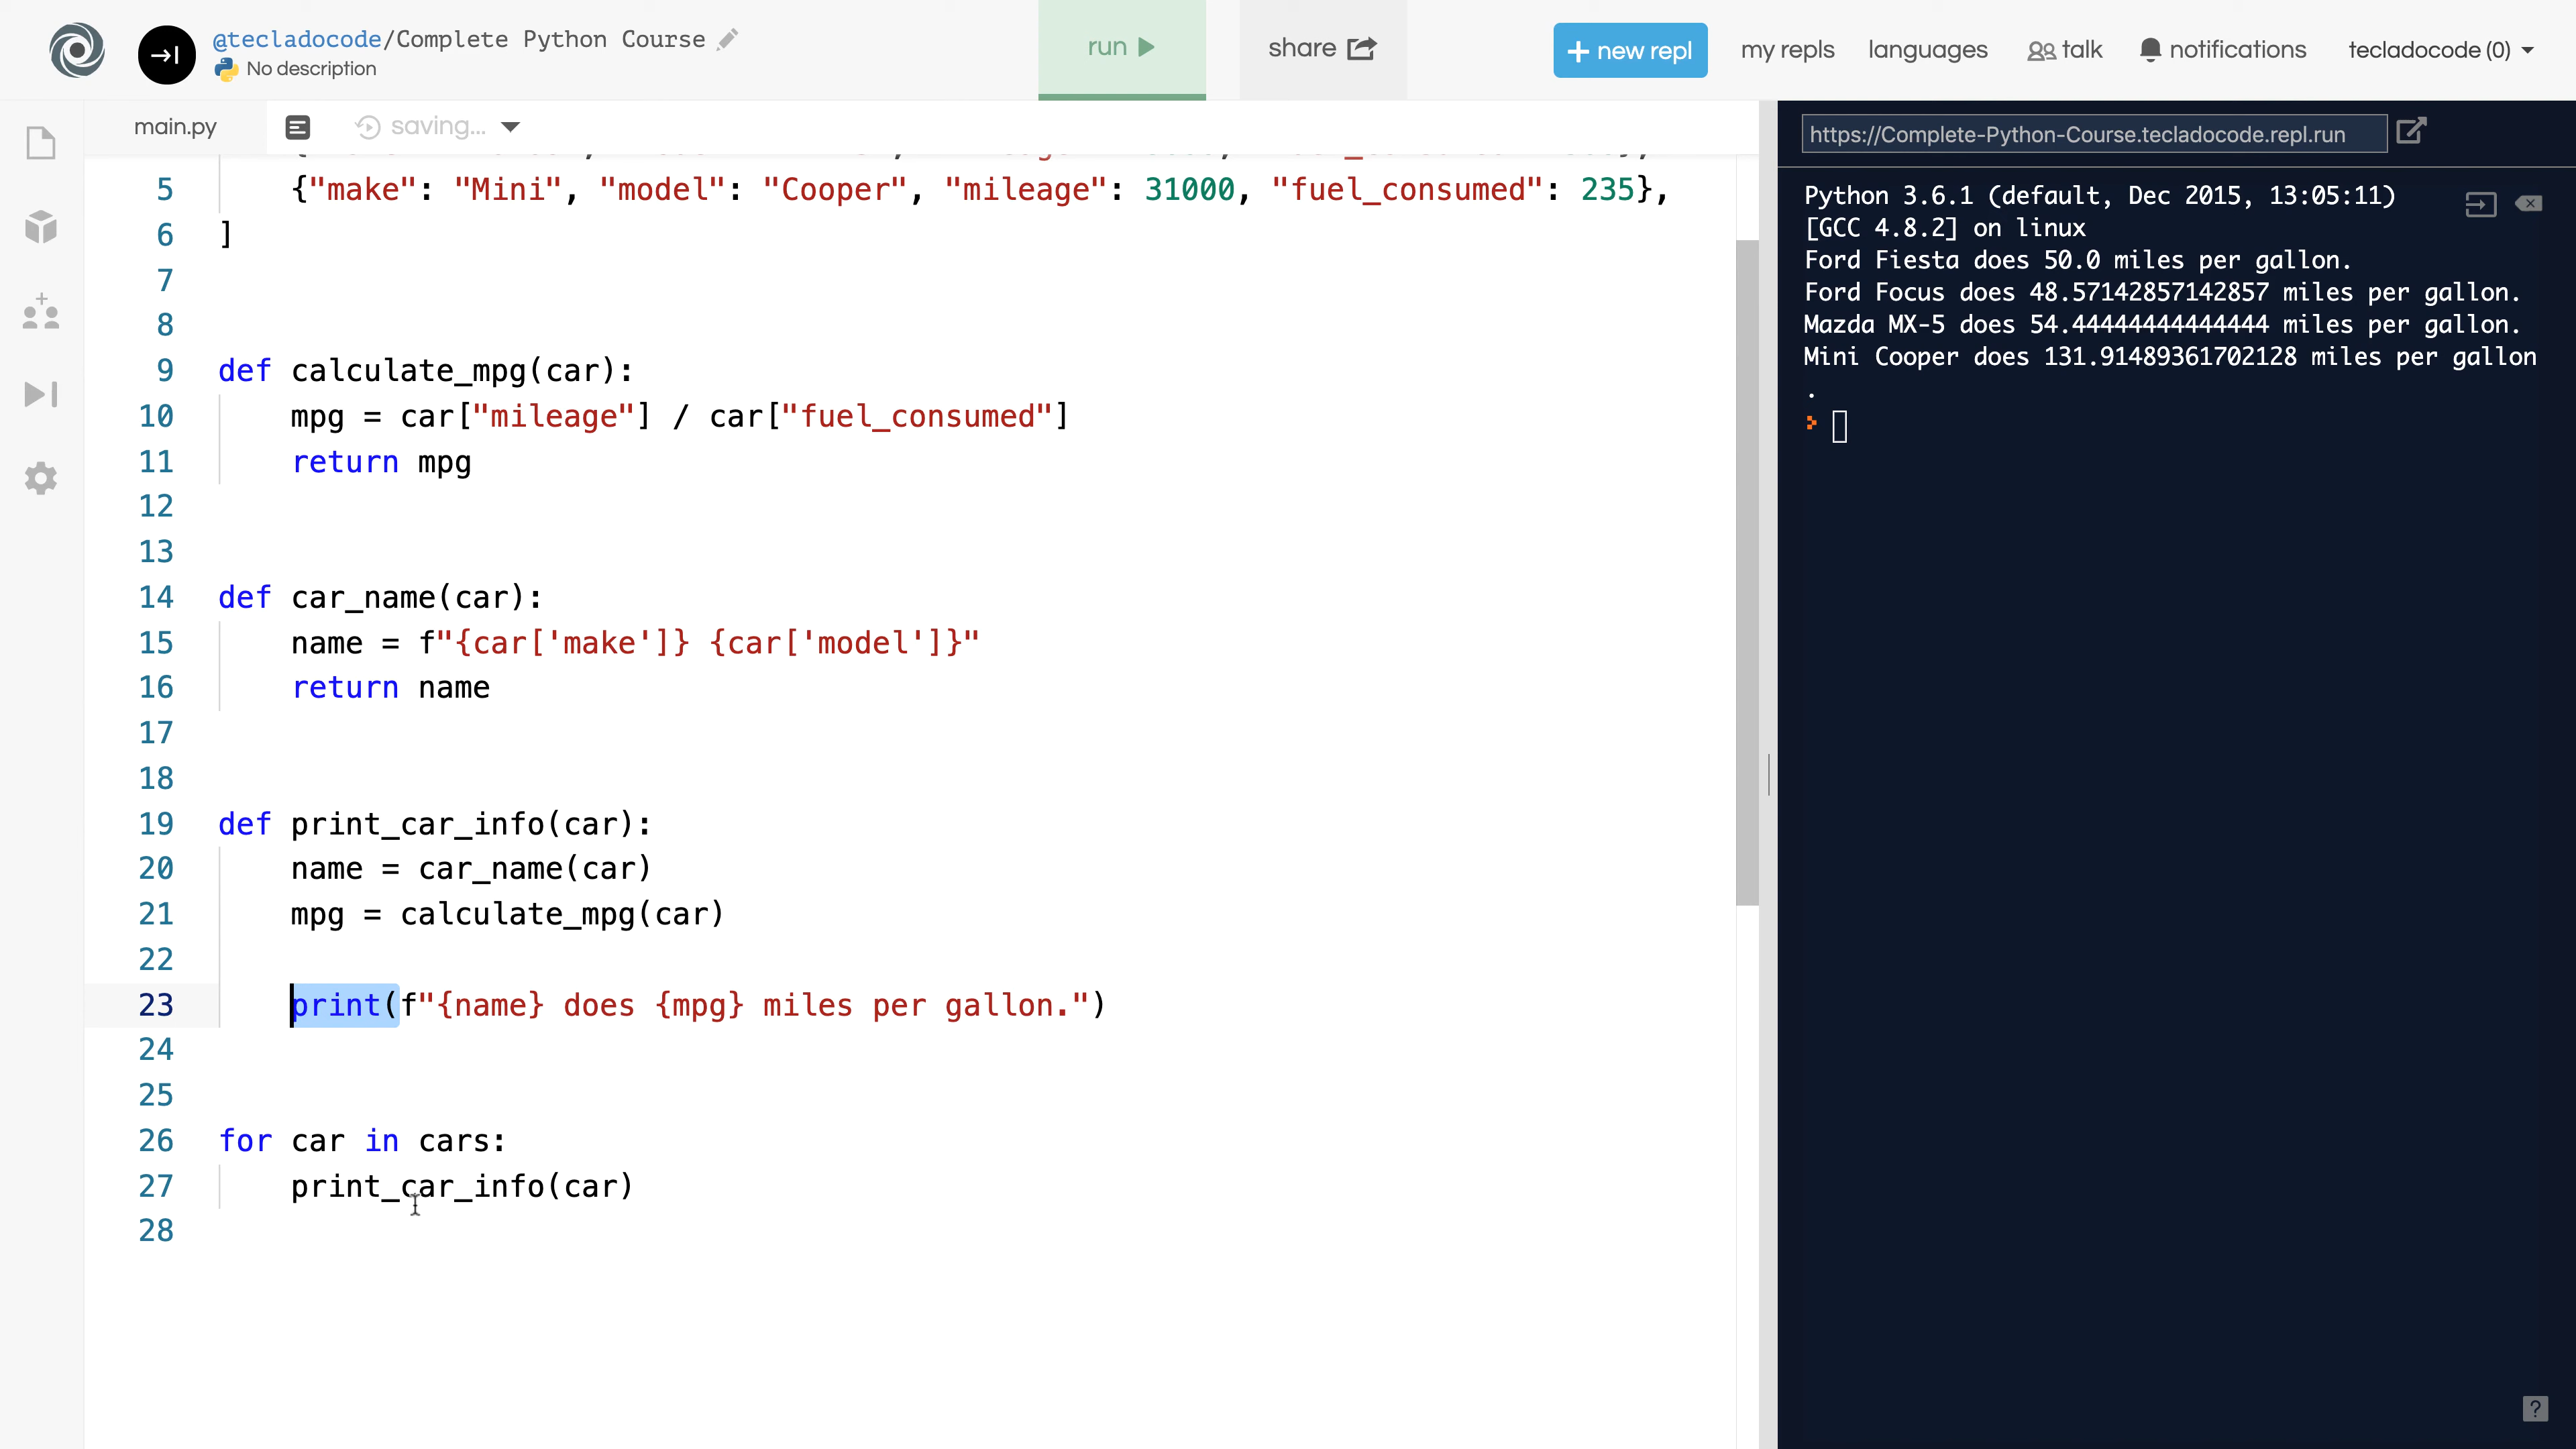 @tecladocode/Complete Python Course
No description
run
share
+ new repl
my repls
languages
talk
notifications
tecladocode (0)
main.py
saving...
5 {"make": "Mini", "model": "Cooper", "mileage": 31000, "fuel_consumed": 235},
6 ]
7
8
9 def calculate_mpg(car):
10 mpg = car["mileage"] / car["fuel_consumed"]
11 return mpg
12
13
14 def car_name(car):
15 name = f"{car['make']} {car['model']}"
16 return name
17
18
19 def print_car_info(car):
20 name = car_name(car)
21 mpg = calculate_mpg(car)
22
23 print(f"{name} does {mpg} miles per gallon.")
24
25
26 for car in cars:
27 print_car_info(car)
28
https://Complete-Python-Course.tecladocode.repl.run
Python 3.6.1 (default, Dec 2015, 13:05:11)
[GCC 4.8.2] on linux
Ford Fiesta does 50.0 miles per gallon.
Ford Focus does 48.57142857142857 miles per gallon.
Mazda MX-5 does 54.44444444444444 miles per gallon.
Mini Cooper does 131.91489361702128 miles per gallon
.
?